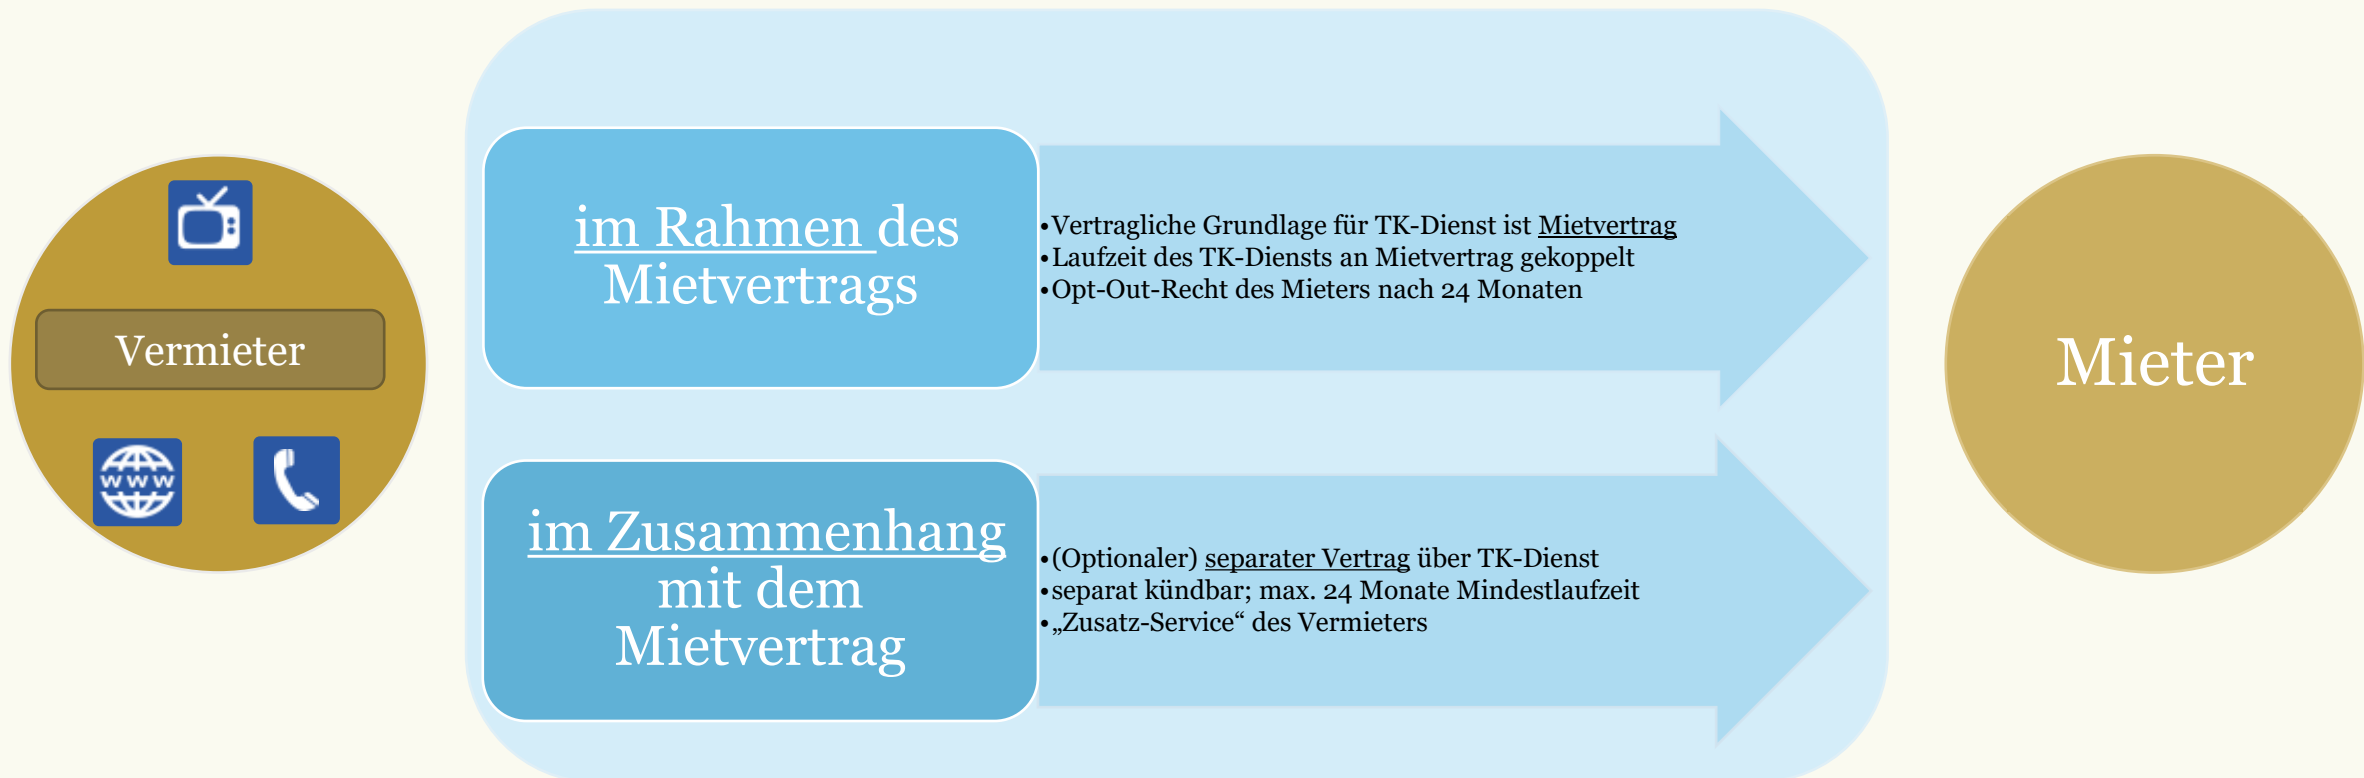 Vermieter
www
im Rahmen des
Mietvertrags
•Vertragliche Grundlage für TK-Dienst ist Mietvertrag
•Laufzeit des TK-Diensts an Mietvertrag gekoppelt
•Opt-Out-Recht des Mieters nach 24 Monaten
im Zusammenhang
mit dem
Mietvertrag
•(Optionaler) separater Vertrag über TK-Dienst
•separat kündbar; max. 24 Monate Mindestlaufzeit
•„Zusatz-Service“ des Vermieters
Mieter